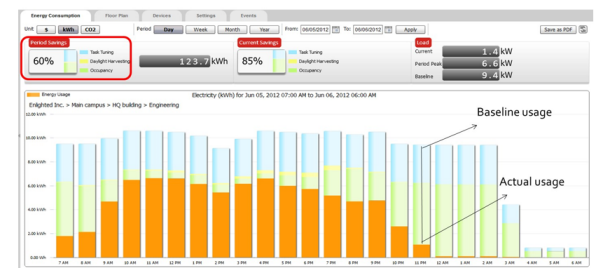 Energy Consumption Floor Plan Devices Settings Events
Unit $ kWh CO2 Period Day Week Month Year From: 06/05/2012 To: 06/06/2012 Apply Save as PDF
Period Savings
60%
Task Tuning
Daylight Harvesting
Occupancy
123.7 kWh
Current Savings
85%
Task Tuning
Daylight Harvesting
Occupancy
Load
Current 1.4 kW
Period Peak 6.6 kW
Baseline 9.4 kW
Energy Usage
Electricity (kWh) for Jun 05, 2012 07:00 AM to Jun 06, 2012 06:00 AM
Enlighted Inc. > Main campus > HQ building > Engineering
Baseline usage
Actual usage
12.00 kWh
10.00 kWh
8.00 kWh
6.00 kWh
4.00 kWh
2.00 kWh
0.00 kWh
7 AM 8 AM 9 AM 10 AM 11 AM 12 PM 1 PM 2 PM 3 PM 4 PM 5 PM 6 PM 7 PM 8 PM 9 PM 10 PM 11 PM 12 AM 1 AM 2 AM 3 AM 4 AM 5 AM 6 AM